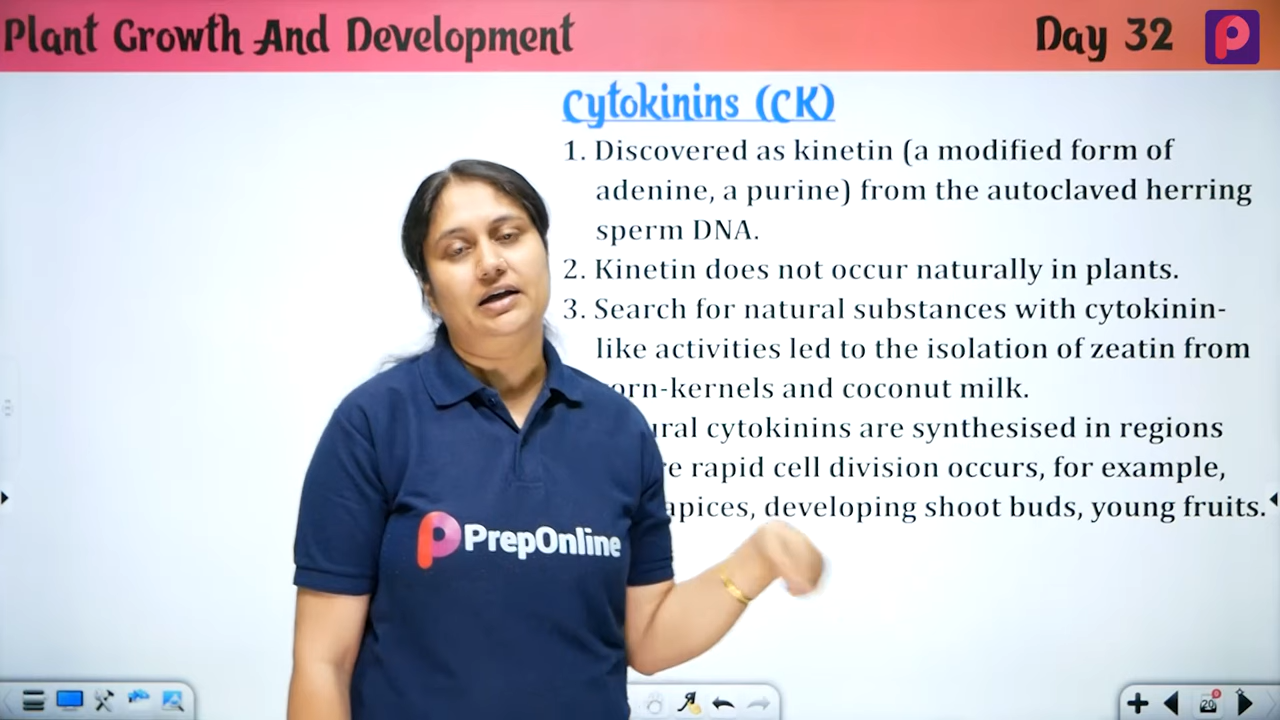 Plant Growth And Development
Day 32
Cytokinins (CK)
1. Discovered as kinetin (a modified form of
adenine, a purine) from the autoclaved herring
sperm DNA.
2. Kinetin does not occur naturally in plants.
3. Search for natural substances with cytokinin-
like activities led to the isolation of zeatin from
orn-kernels and coconut milk.
ural cytokinins are synthesised in regions
e rapid cell division occurs, for example,
apices, developing shoot buds, young fruits.
PrepOnline
20